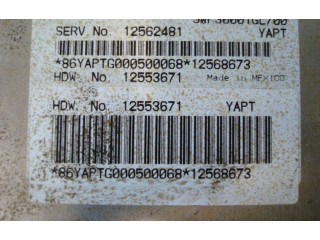 SERV. No. 12562481 YAPT
*86YAPTG000500068*12568673
HDW. No. 12553671 Made in MEXICO
HDW. No. 12553671 YAPT
*86YAPTG000500068*12568673